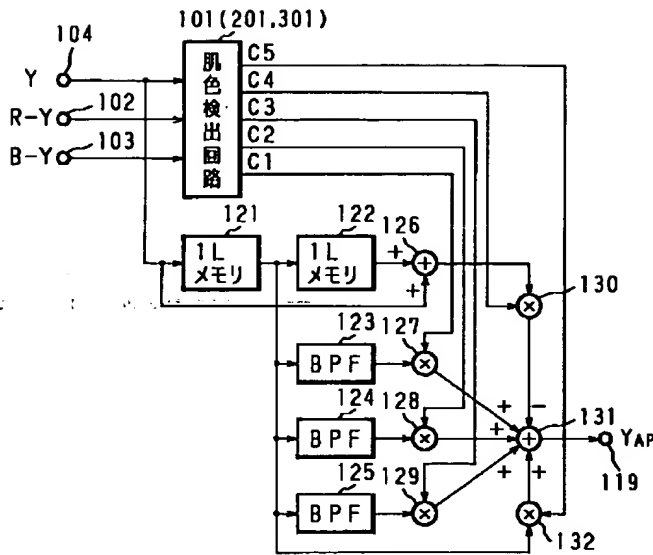 101(201,301)
104
Y
102
R-Y
103
B-Y
肌色検出回路
C5
C4
C3
C2
C1
121
1L
メモリ
122
1L
メモリ
126
+
+
+
130
×
123
BPF
127
×
124
BPF
128
×
125
BPF
129
×
+
-
+
+
+
+
131
YAP
119
×
132